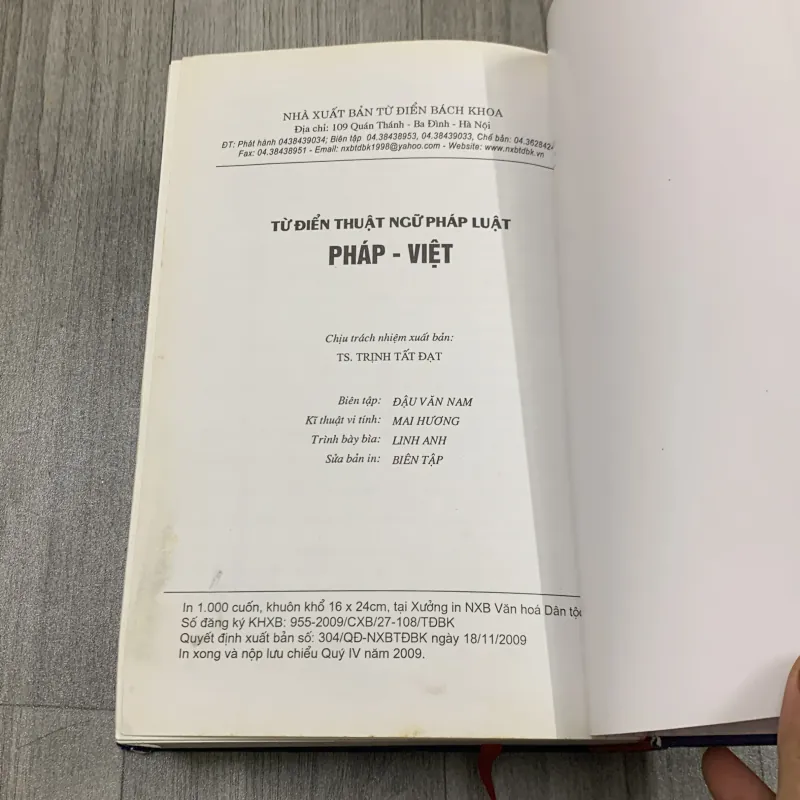 NHÀ XUẤT BẢN TỪ ĐIỂN BÁCH KHOA
Địa chỉ: 109 Quán Thánh - Ba Đình - Hà Nội
ĐT: Phát hành 0438439034; Biên tập 04.38438953, 04.38439033, Chế bản: 04.3628424
Fax: 04.38438951 - Email: nxbtdbk1998@yahoo.com - Website: www.nxbtdbk.vn
TỪ ĐIỂN THUẬT NGỮ PHÁP LUẬT
PHÁP - VIỆT
Chịu trách nhiệm xuất bản:
TS. TRỊNH TẤT ĐẠT
Biên tập: ĐẬU VĂN NAM
Kĩ thuật vi tính: MAI HƯƠNG
Trình bày bìa: LINH ANH
Sửa bản in: BIÊN TẬP
In 1.000 cuốn, khuôn khổ 16 x 24cm, tại Xưởng in NXB Văn hoá Dân tộc
Số đăng ký KHXB: 955-2009/CXB/27-108/TĐBK
Quyết định xuất bản số: 304/QĐ-NXBTĐBK ngày 18/11/2009
In xong và nộp lưu chiểu Quý IV năm 2009.